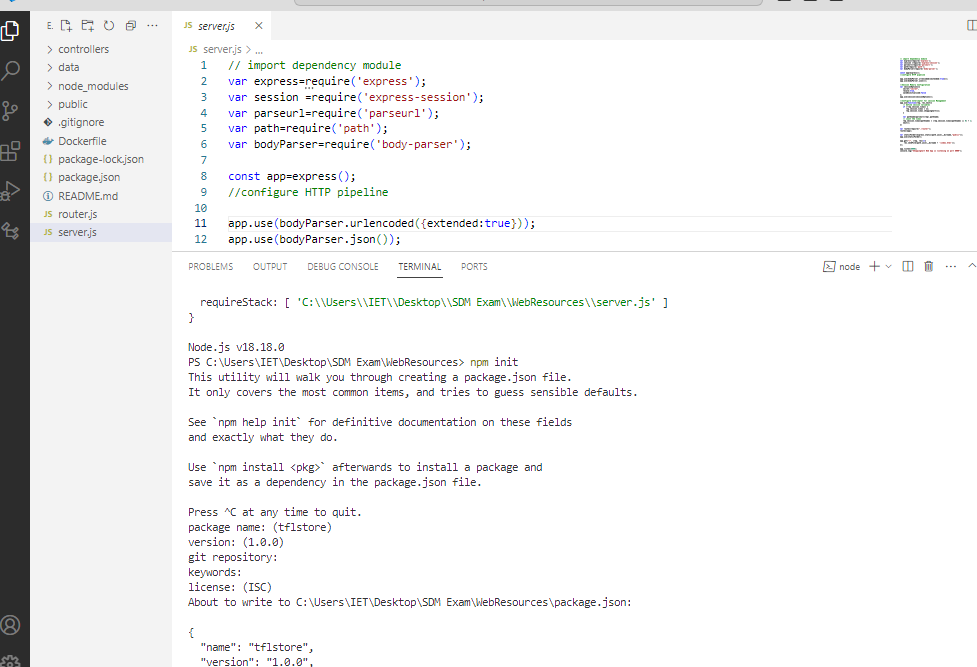 E.
controllers
data
node_modules
public
.gitignore
Dockerfile
package-lock.json
package.json
README.md
JS router.js
JS server.js
JS server.js
JS server.js > ...
1 // import dependency module
2 var express=require('express');
3 var session =require('express-session');
4 var parseurl=require('parseurl');
5 var path=require('path');
6 var bodyParser=require('body-parser');
7
8 const app=express();
9 //configure HTTP pipeline
10
11 app.use(bodyParser.urlencoded({extended:true}));
12 app.use(bodyParser.json());
PROBLEMS OUTPUT DEBUG CONSOLE TERMINAL PORTS node
requireStack: [ 'C:\\Users\\IET\\Desktop\\SDM Exam\\WebResources\\server.js' ]
}
Node.js v18.18.0
PS C:\Users\IET\Desktop\SDM Exam\WebResources> npm init
This utility will walk you through creating a package.json file.
It only covers the most common items, and tries to guess sensible defaults.
See `npm help init` for definitive documentation on these fields
and exactly what they do.
Use `npm install <pkg>` afterwards to install a package and
save it as a dependency in the package.json file.
Press ^C at any time to quit.
package name: (tflstore)
version: (1.0.0)
git repository:
keywords:
license: (ISC)
About to write to C:\Users\IET\Desktop\SDM Exam\WebResources\package.json:
{
"name": "tflstore",
"version": "1.0.0",